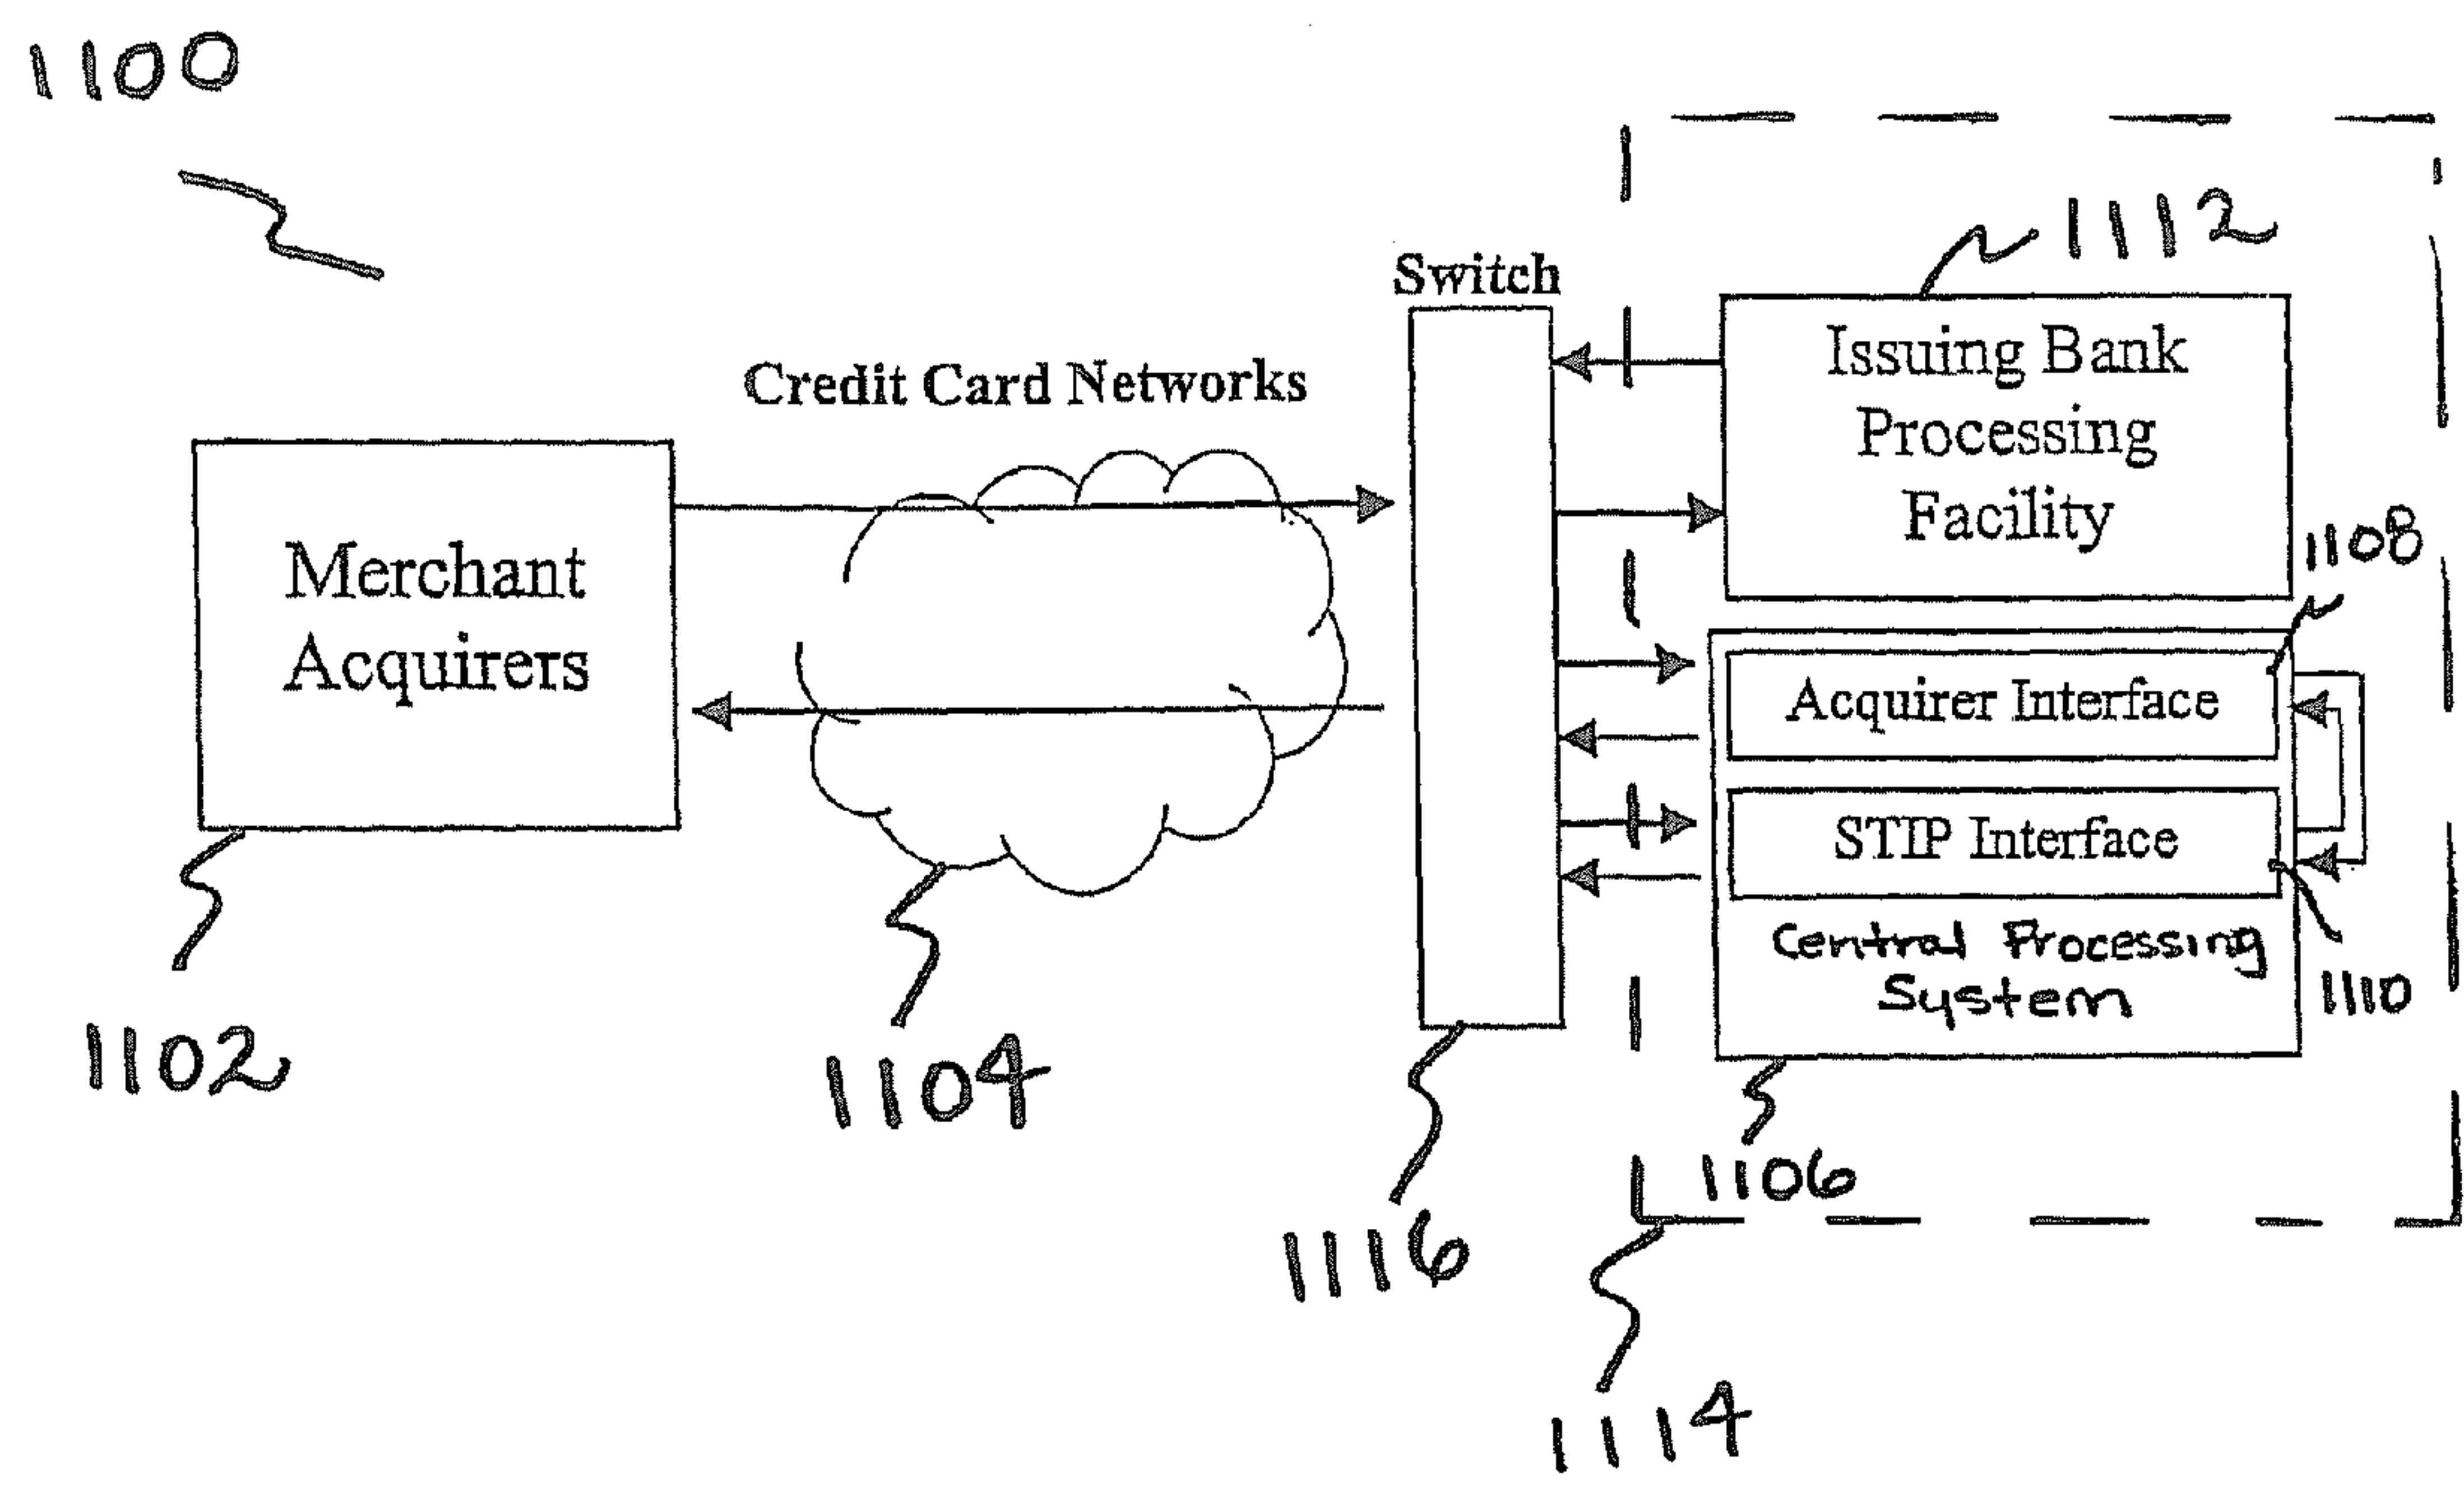 1100
1112
Switch
Issuing Bank
Processing
Facility
Credit Card Networks
1108
Merchant
Acquirers
Acquirer Interface
STIP Interface
Central Processing
System
1110
1102
1104
1106
1116
1114